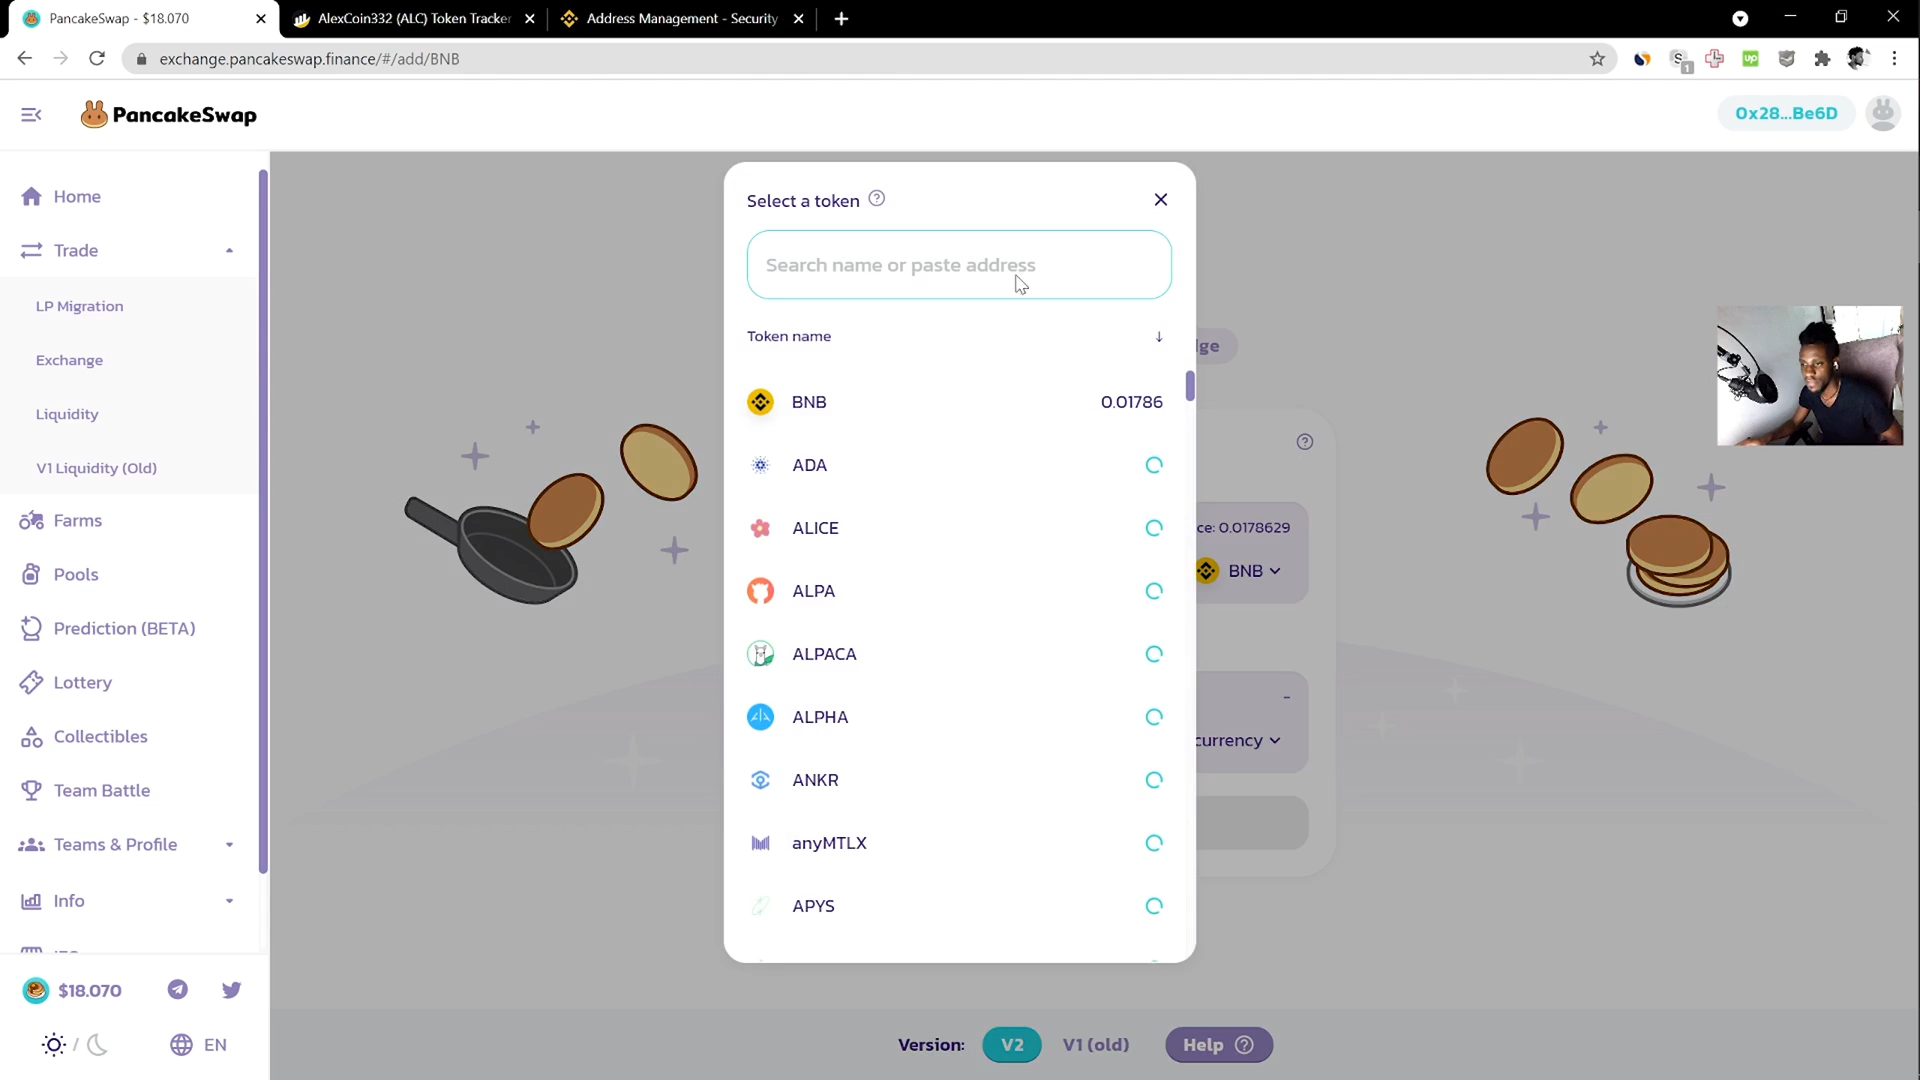 PancakeSwap - $18.070
AlexCoin332 (ALC) Token Tracker
Address Management - Security
exchange.pancakeswap.finance/#/add/BNB
S
1
up
PancakeSwap
0x28...Be6D
Home
Trade
LP Migration
Exchange
Liquidity
V1 Liquidity (Old)
Farms
Pools
Prediction (BETA)
Lottery
Collectibles
Team Battle
Teams & Profile
Info
$18.070
/
EN
Select a token
Search name or paste address
Token name
BNB 0.01786
ADA
ALICE
ALPA
ALPACA
ALPHA
ANKR
anyMTLX
APYS
ce: 0.0178629
BNB
-
currency
Version: V2 V1 (old) Help